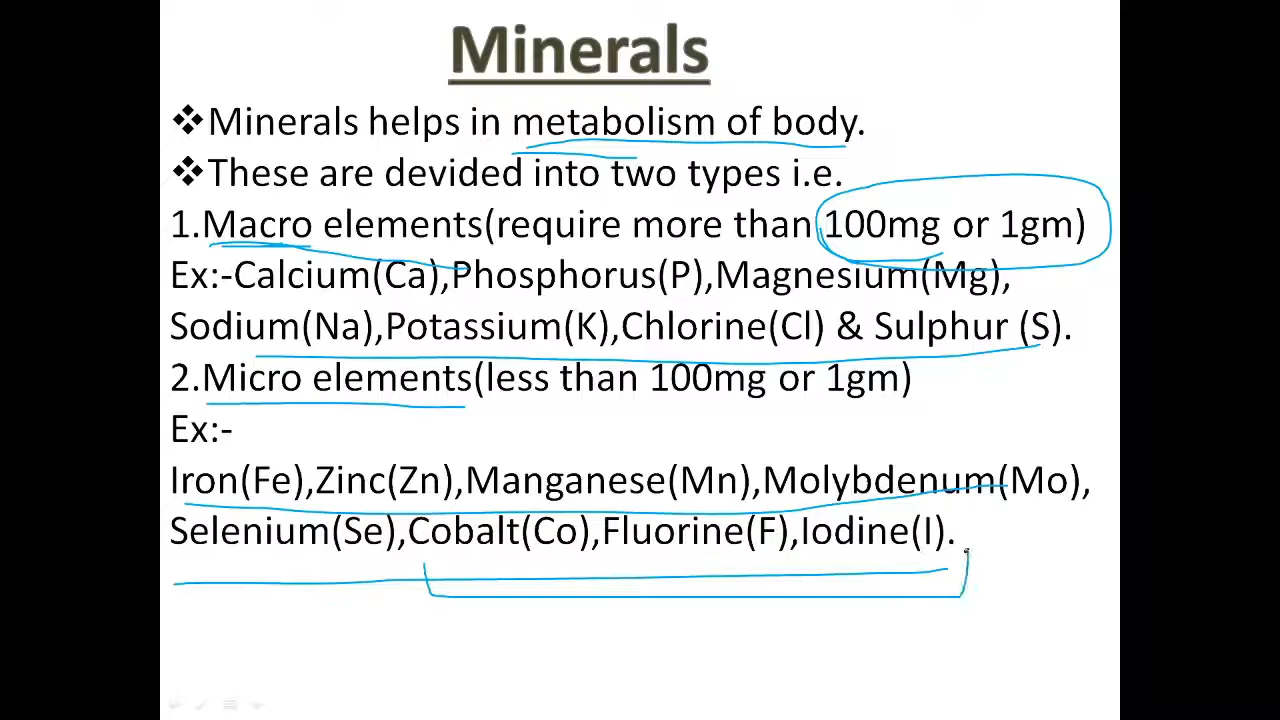 Minerals
❖Minerals helps in metabolism of body.
❖These are devided into two types i.e.
1.Macro elements(require more than 100mg or 1gm)
Ex:-Calcium(Ca),Phosphorus(P),Magnesium(Mg),
Sodium(Na),Potassium(K),Chlorine(Cl) & Sulphur (S).
2.Micro elements(less than 100mg or 1gm)
Ex:-
Iron(Fe),Zinc(Zn),Manganese(Mn),Molybdenum(Mo),
Selenium(Se),Cobalt(Co),Fluorine(F),Iodine(I).